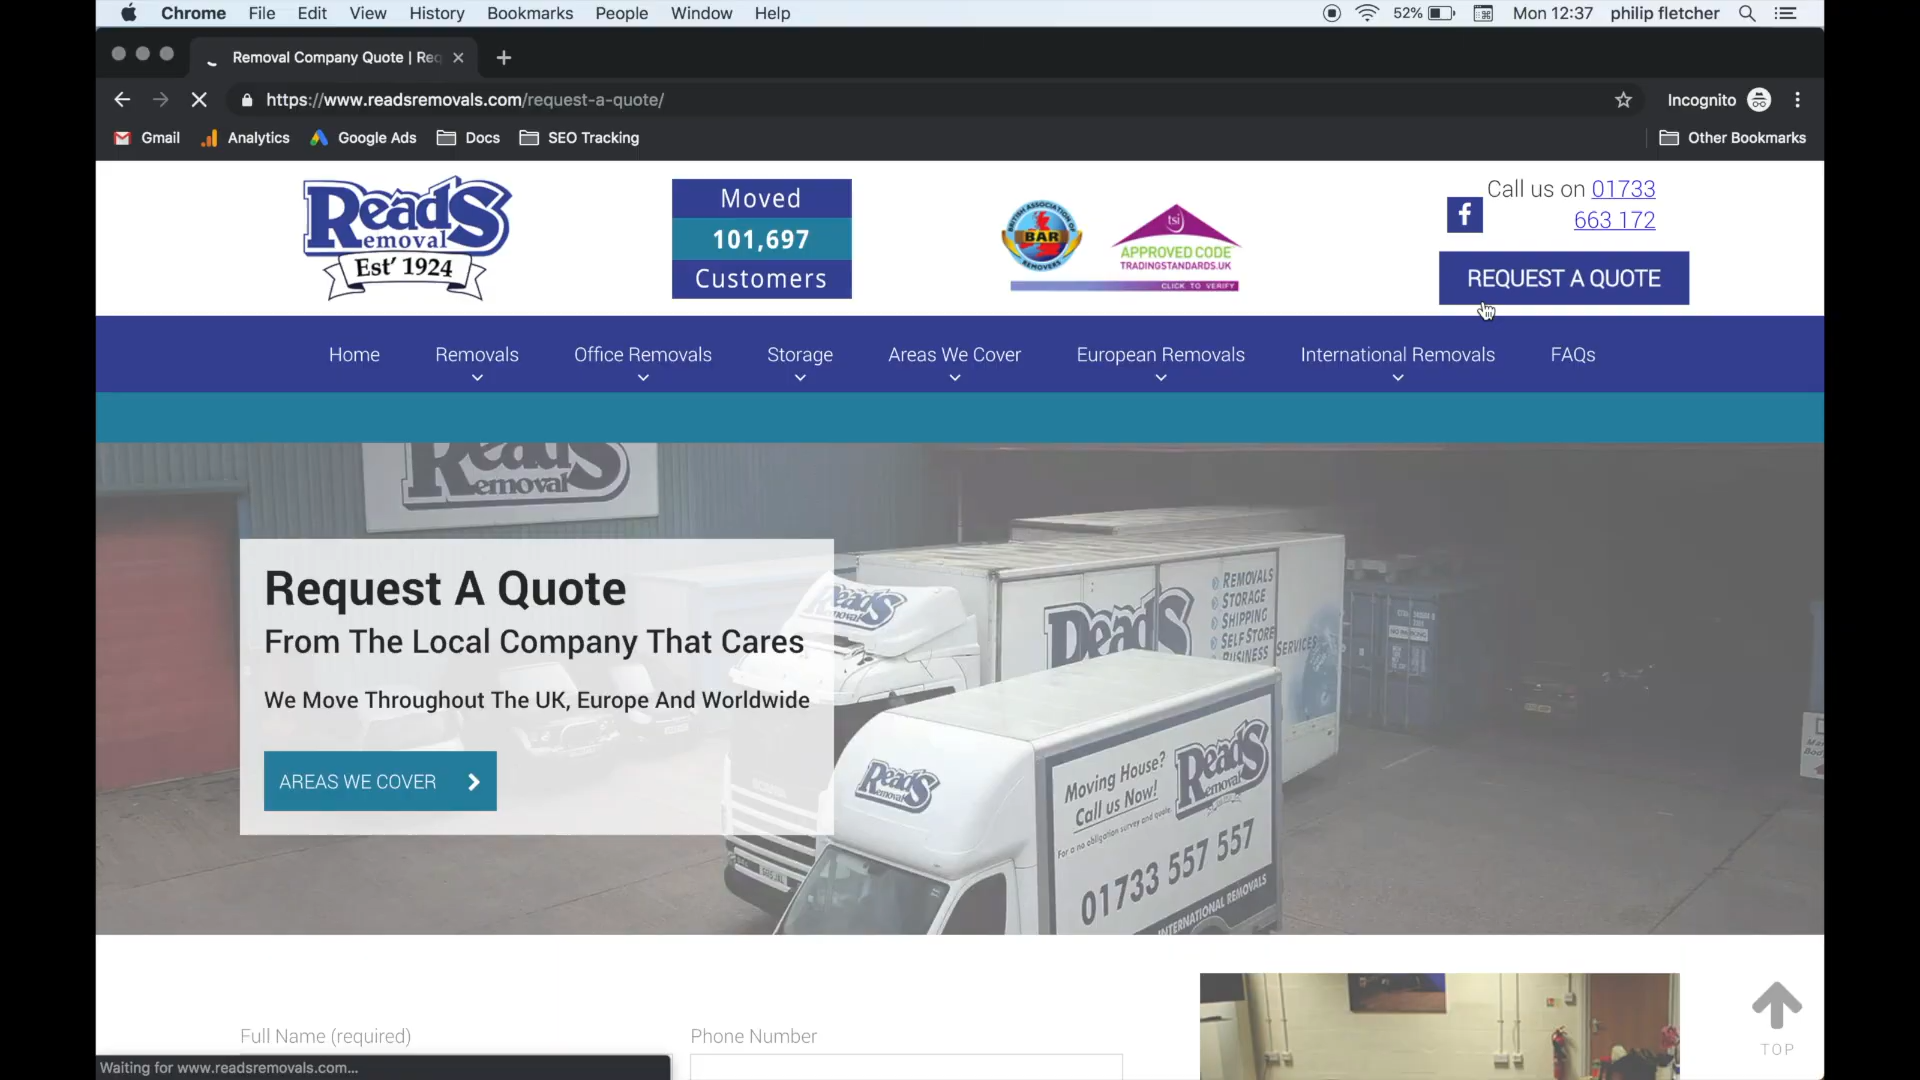 Chrome File Edit View History Bookmarks People Window Help
52% Mon 12:37 philip fletcher
Removal Company Quote | Req
https://www.readsremovals.com/request-a-quote/
Incognito
Gmail Analytics Google Ads Docs SEO Tracking
Other Bookmarks
ReadS
Removal
Est' 1924
Moved
101,697
Customers
BRITISH ASSOCIATION OF
BAR
REMOVERS
tsi
APPROVED CODE
TRADINGSTANDARDS.UK
CLICK TO VERIFY
Call us on 01733
663 172
REQUEST A QUOTE
Home Removals Office Removals Storage Areas We Cover European Removals International Removals FAQs
ReadS
Removal
Request A Quote
From The Local Company That Cares
We Move Throughout The UK, Europe And Worldwide
AREAS WE COVER
ReadS
Removal
ReadS
REMOVALS
STORAGE
SHIPPING
SELF STORE
BUSINESS SERVICES
ReadS
Removal
Moving House?
Call us Now!
For a no obligation survey and quote
ReadS
Removal
01733 557 557
INTERNATIONAL REMOVALS
Full Name (required)
Phone Number
TOP
Waiting for www.readsremovals.com...